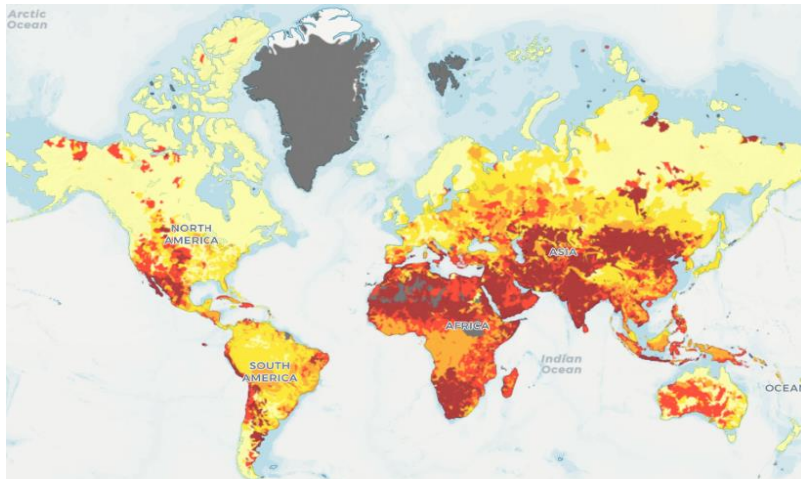 Arctic
Ocean
NORTH
AMERICA
ASIA
AFRICA
SOUTH
AMERICA
Indian
Ocean
OCEAN